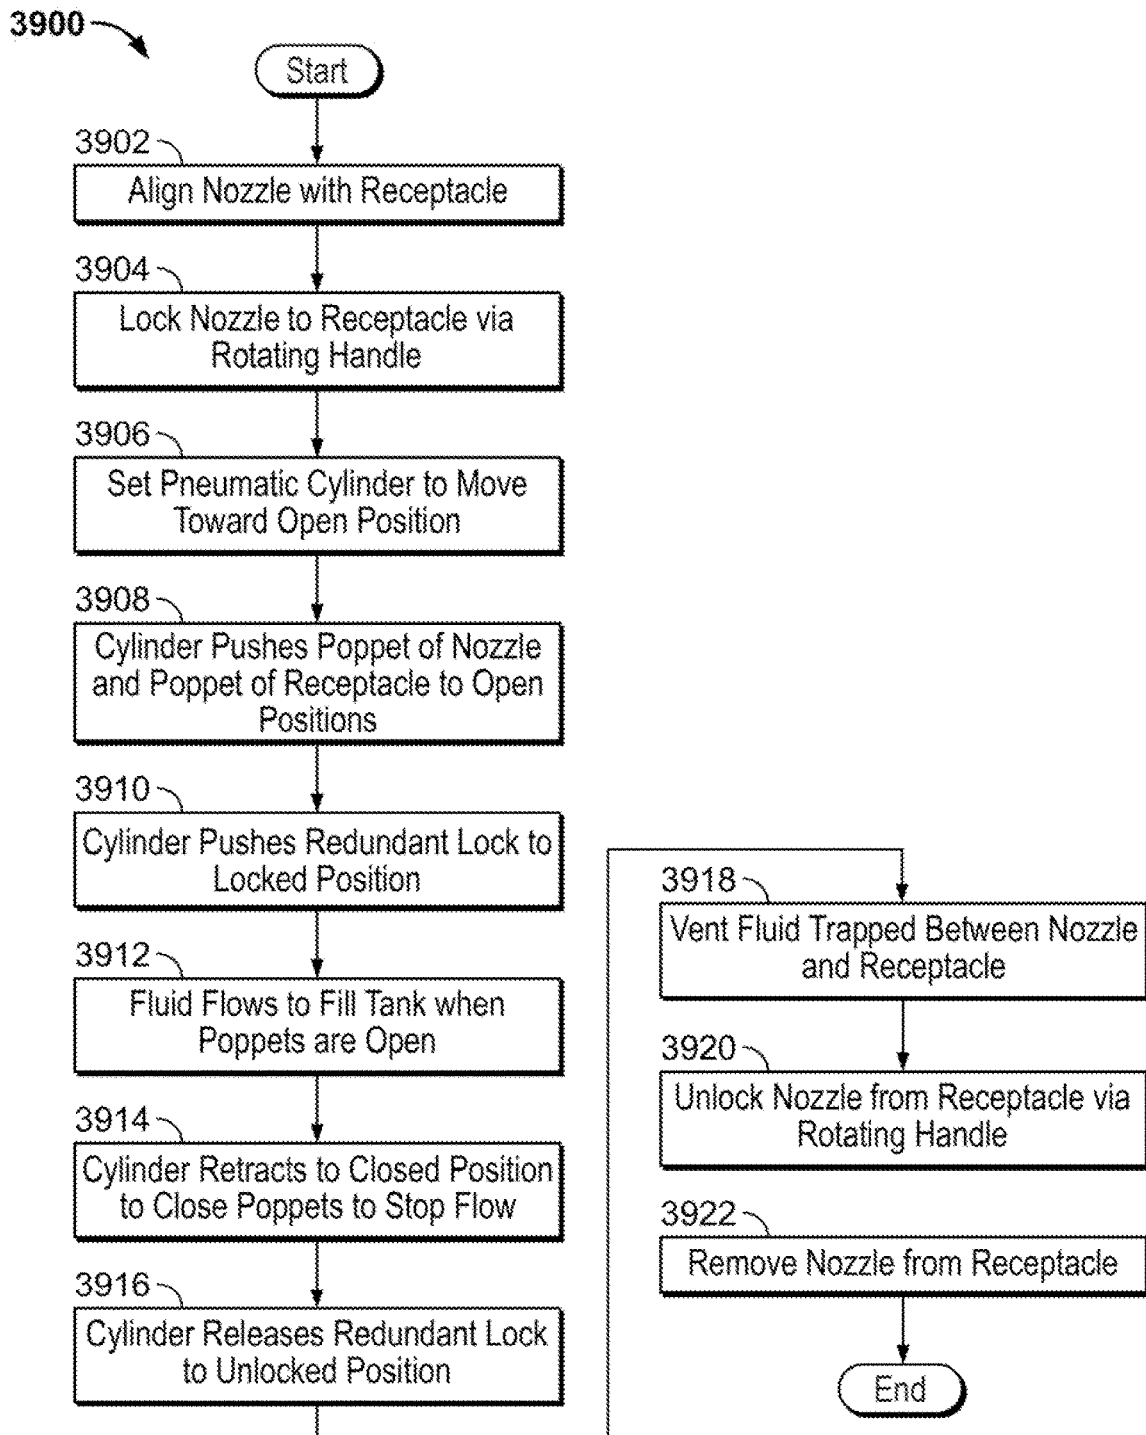 3900
Start
3902
Align Nozzle with Receptacle
3904
Lock Nozzle to Receptacle via
Rotating Handle
3906
Set Pneumatic Cylinder to Move
Toward Open Position
3908
Cylinder Pushes Poppet of Nozzle
and Poppet of Receptacle to Open
Positions
3910
Cylinder Pushes Redundant Lock to
Locked Position
3912
Fluid Flows to Fill Tank when
Poppets are Open
3914
Cylinder Retracts to Closed Position
to Close Poppets to Stop Flow
3916
Cylinder Releases Redundant Lock
to Unlocked Position
3918
Vent Fluid Trapped Between Nozzle
and Receptacle
3920
Unlock Nozzle from Receptacle via
Rotating Handle
3922
Remove Nozzle from Receptacle
End